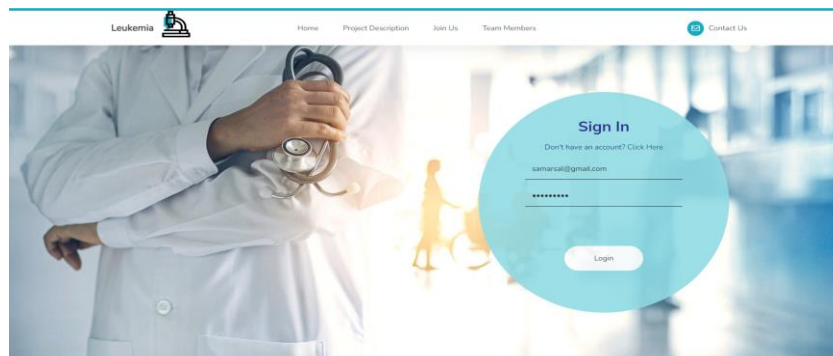 Leukemia
Home Project Description Join Us Team Members
Contact Us
Sign In
Don't have an account? Click Here
samarsal@gmail.com
•••••••••
Login